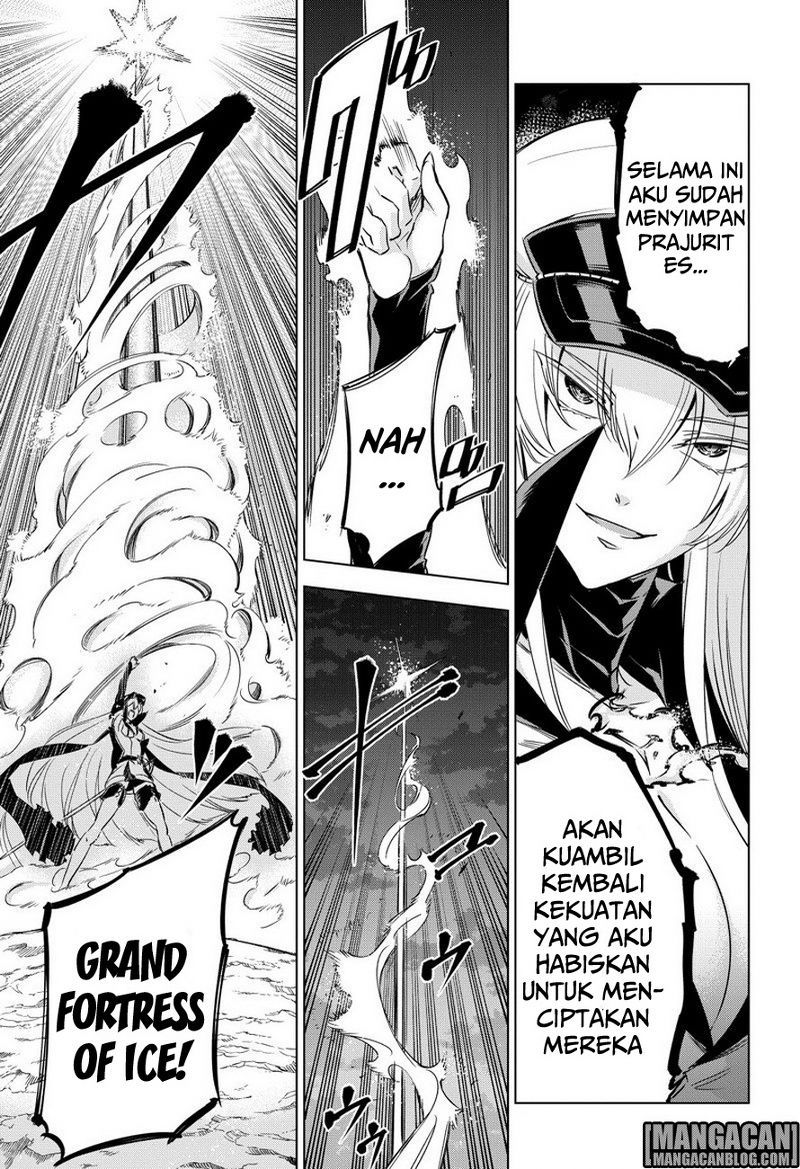 SELAMA INI
AKU SUDAH
MENYIMPAN
PRAJURIT
ES...
AKAN
KUAMBIL
KEMBALI
KEKUATAN
YANG AKU
HABISKAN
UNTUK MEN-
CIPTAKAN
MEREKA
NAH
...
GRAND
FORTRESS
OF ICE!
[MANGACAN]
MANGACANBLOG.COM